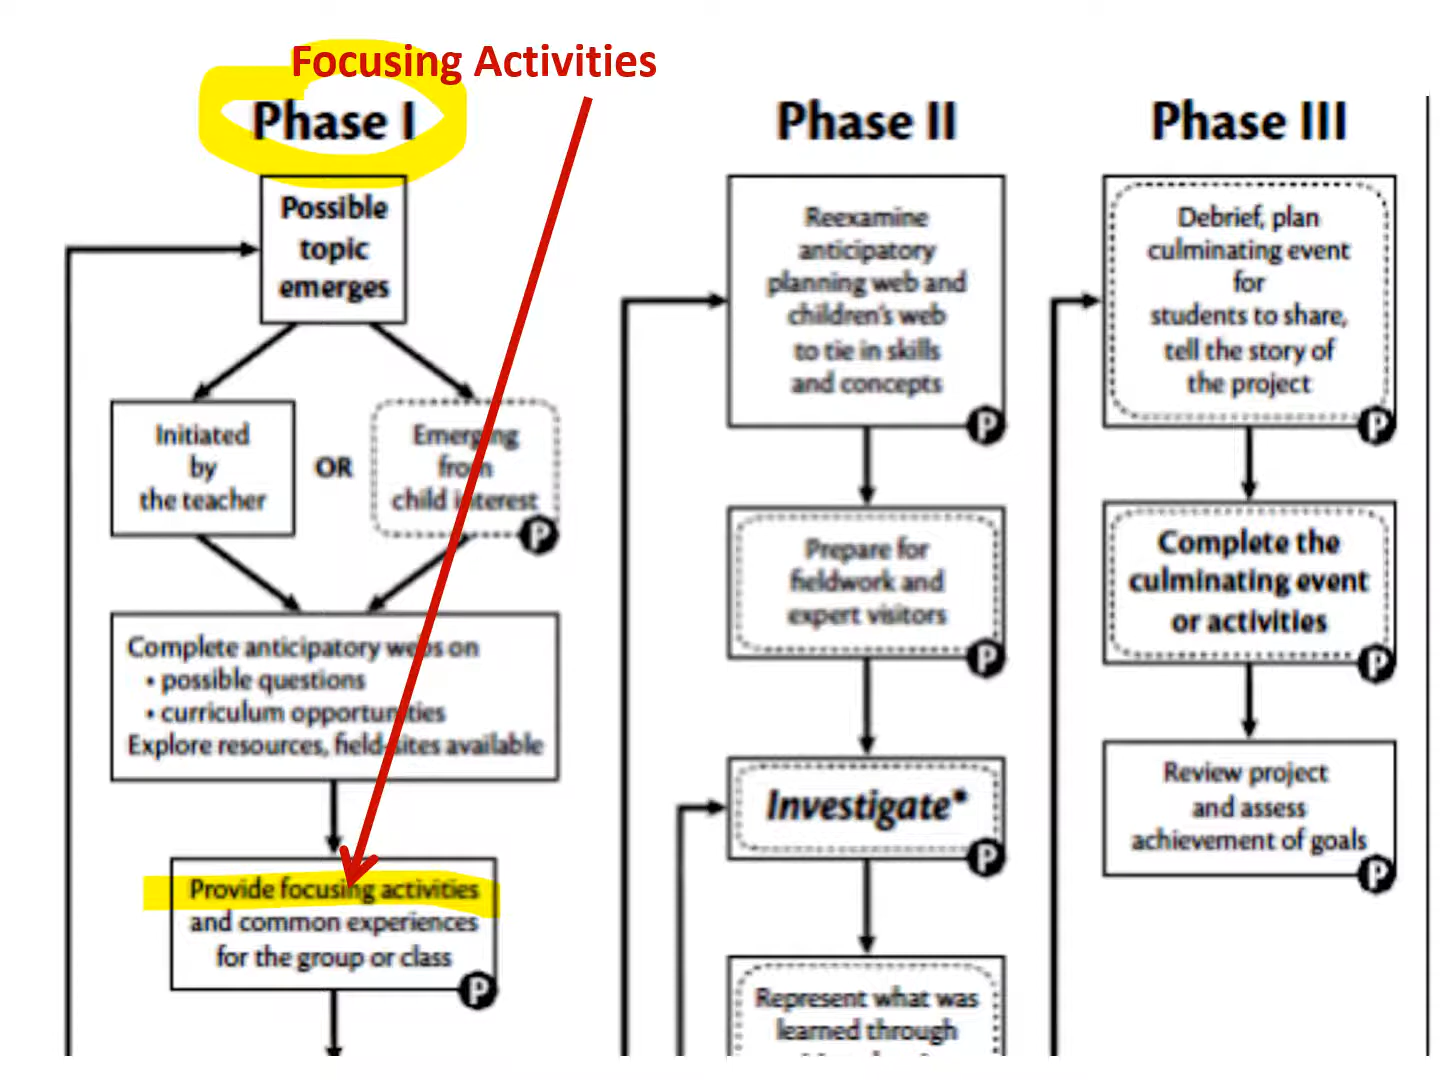 Focusing Activities
Phase I
Possible
topic
emerges
Initiated
by
the teacher
OR
Emerging
from
child interest
P
Complete anticipatory webs on
• possible questions
• curriculum opportunities
Explore resources, field-sites available
Provide focusing activities
and common experiences
for the group or class
P
Phase II
Reexamine
anticipatory
planning web and
children's web
to tie in skills
and concepts
P
Prepare for
fieldwork and
expert visitors
P
Investigate*
P
Represent what was
learned through
Phase III
Debrief, plan
culminating event
for
students to share,
tell the story of
the project
P
Complete the
culminating event
or activities
P
Review project
and assess
achievement of goals
P